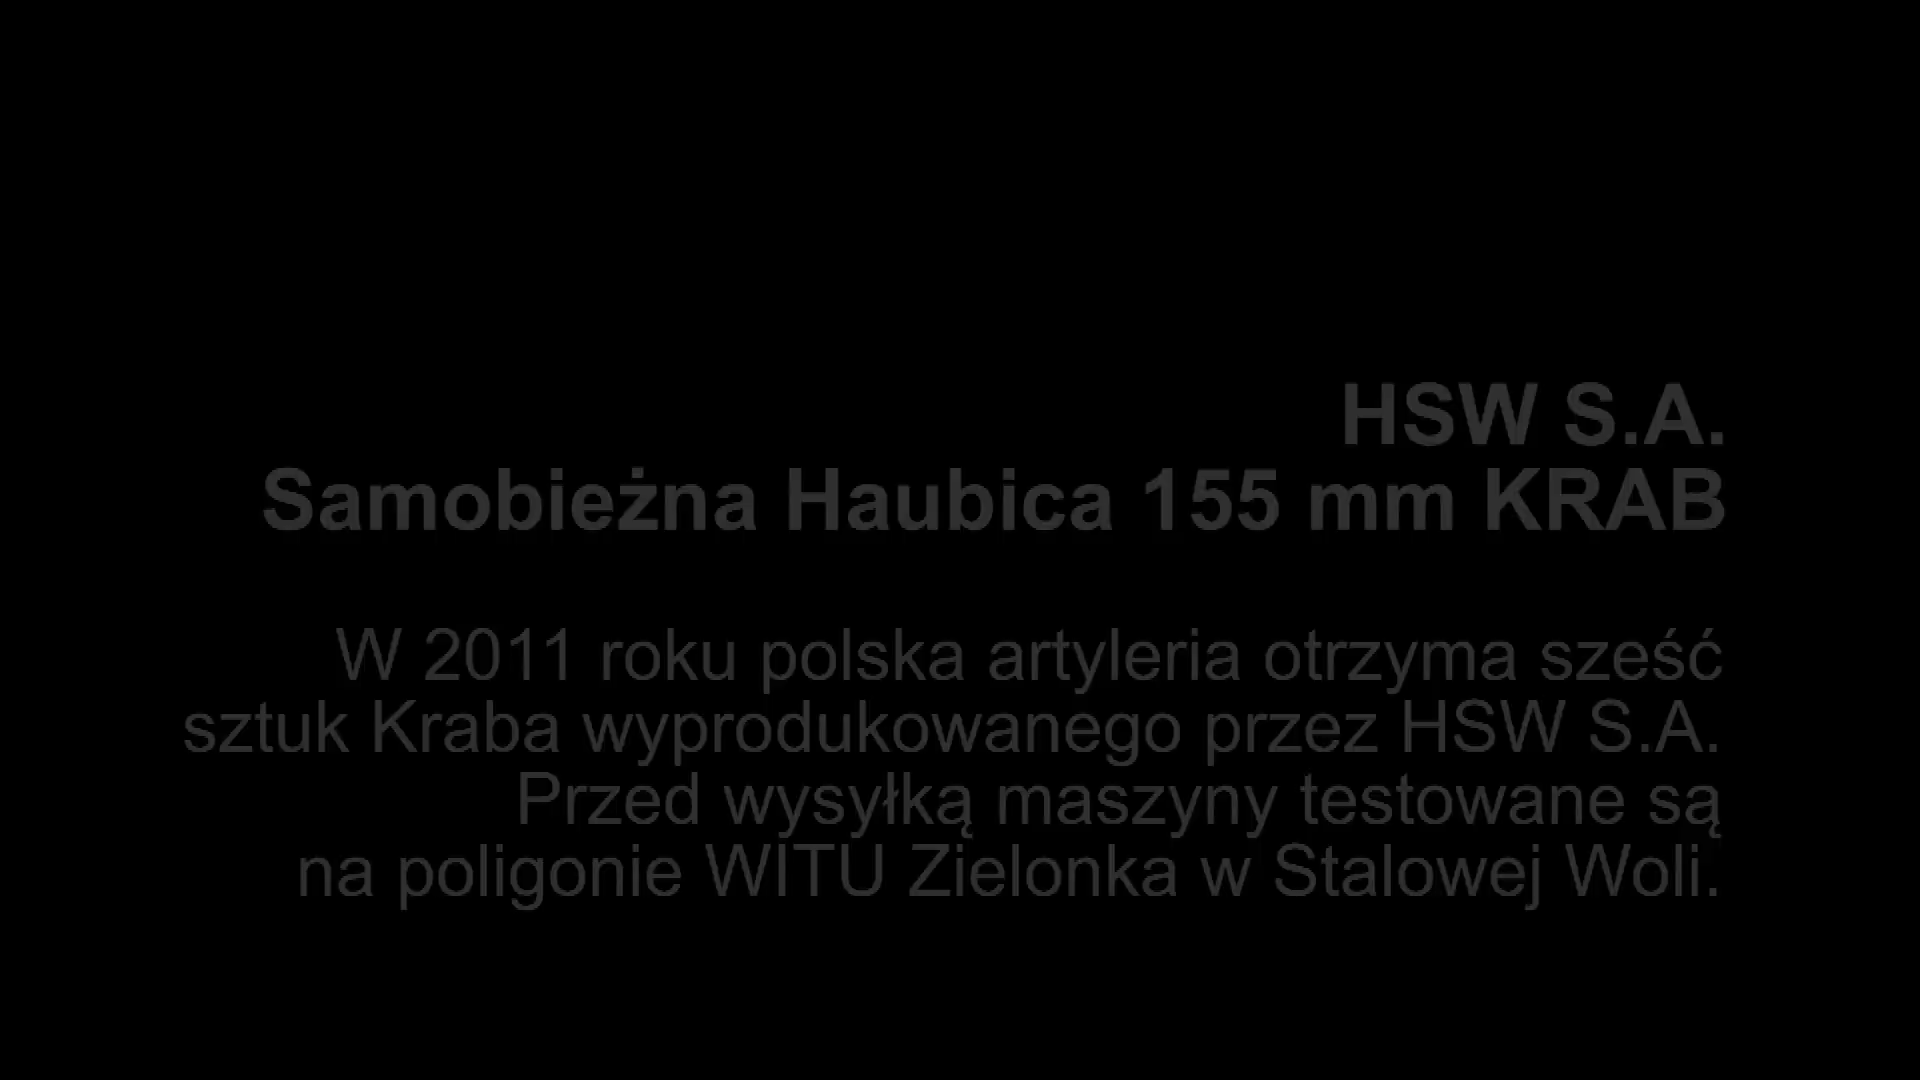 HSW S.A.
Samobieżna Haubica 155 mm KRAB
W 2011 roku polska artyleria otrzyma sześć
sztuk Kraba wyprodukowanego przez HSW S.A.
Przed wysyłką maszyny testowane są
na poligonie WITU Zielonka w Stalowej Woli.